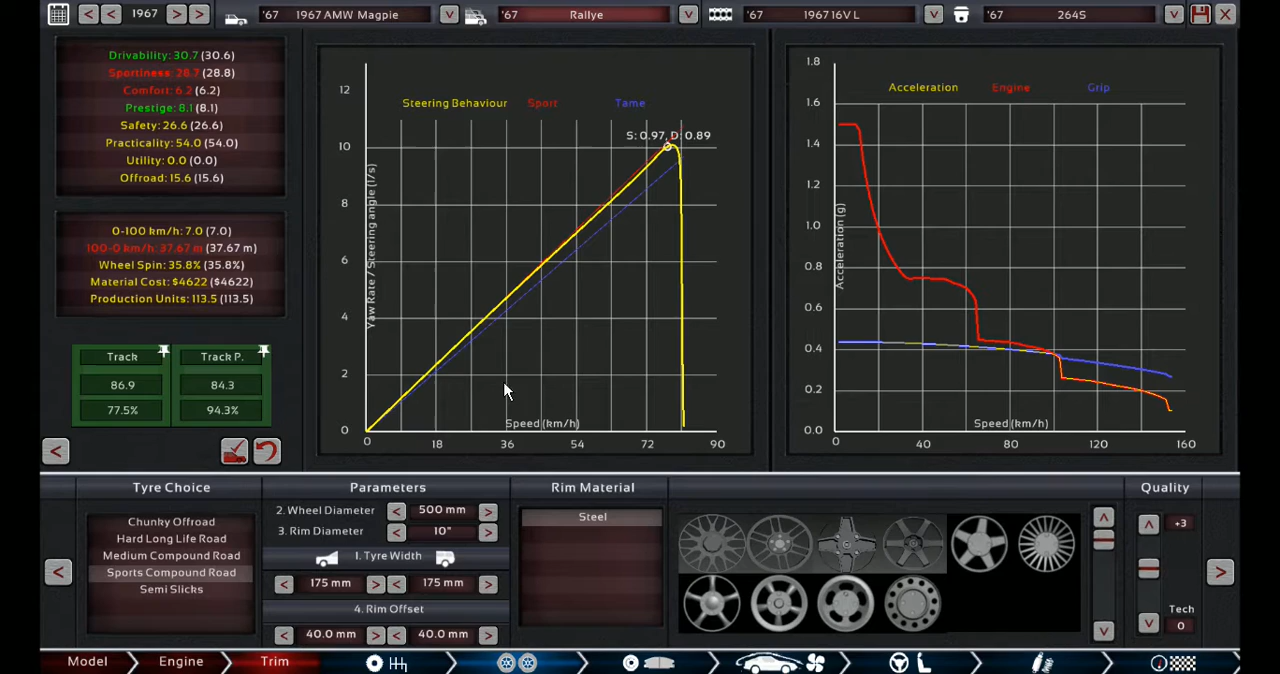 1967 '67 1967 AMW Magpie '67 Rallye '67 1967 16V L '67 264S
Drivability: 30.7 (30.6)
Sportiness: 28.7 (28.8)
Comfort: 6.2 (6.2)
Prestige: 8.1 (8.1)
Safety: 26.6 (26.6)
Practicality: 54.0 (54.0)
Utility: 0.0 (0.0)
Offroad: 15.6 (15.6)
0-100 km/h: 7.0 (7.0)
100-0 km/h: 37.67 m (37.67 m)
Wheel Spin: 35.8% (35.8%)
Material Cost: $4622 ($4622)
Production Units: 113.5 (113.5)
Track Track P.
86.9 84.3
77.5% 94.3%
Steering Behaviour Sport Tame
S: 0.97, D: 0.89
Yaw Rate / Steering angle (1/s)
12
10
8
6
4
2
0
Speed (km/h)
0 18 36 54 72 90
Acceleration Engine Grip
Acceleration (g)
1.8
1.6
1.4
1.2
1.0
0.8
0.6
0.4
0.2
0.0
Speed (km/h)
0 40 80 120 160
Tyre Choice
Chunky Offroad
Hard Long Life Road
Medium Compound Road
Sports Compound Road
Semi Slicks
Parameters
2. Wheel Diameter < 500 mm >
3. Rim Diameter < 10" >
1. Tyre Width
< 175 mm > < 175 mm >
4. Rim Offset
< 40.0 mm > < 40.0 mm >
Rim Material
Steel
Quality
+3
Tech
0
Model Engine Trim